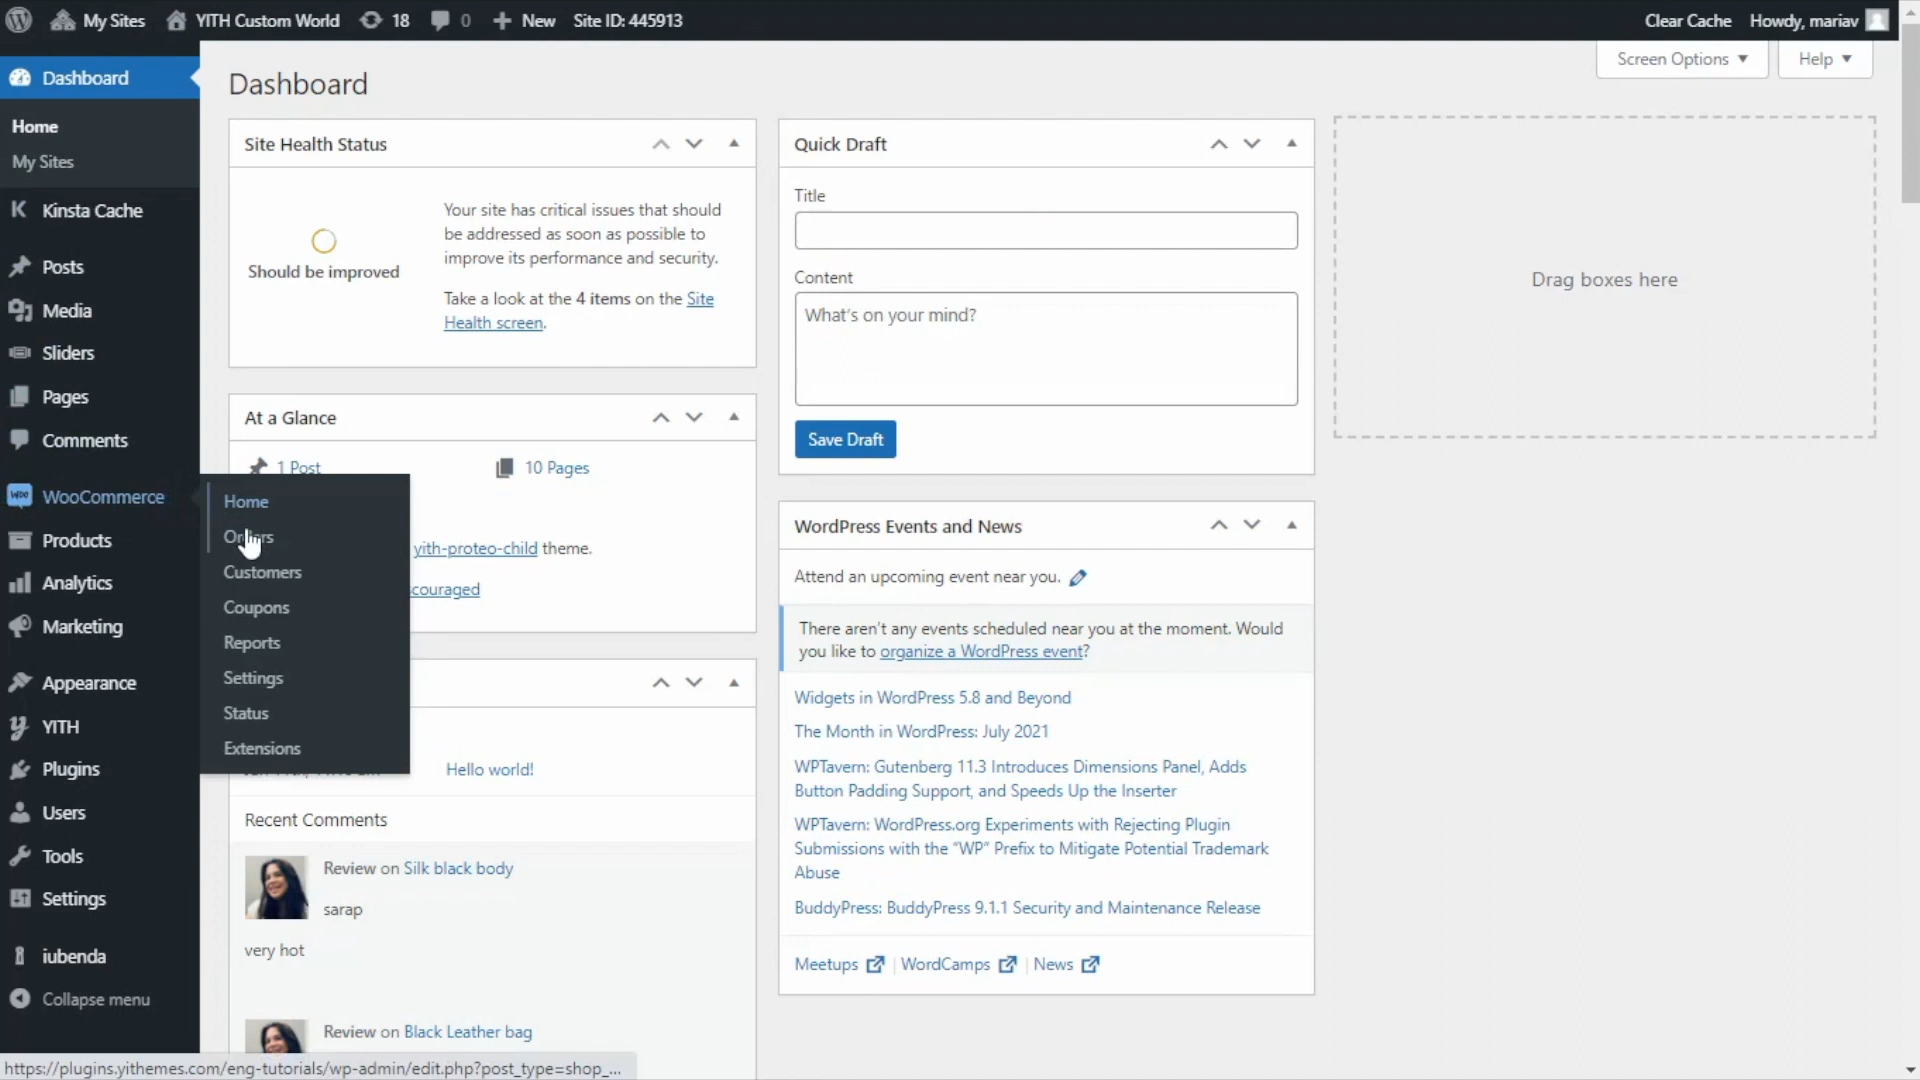 My Sites
YITH Custom World
18
0
New
Site ID: 445913
Clear Cache
Howdy, mariav
Screen Options
Help
Dashboard
Home
My Sites
Kinsta Cache
Posts
Media
Sliders
Pages
Comments
WooCommerce
Products
Analytics
Marketing
Appearance
YITH
Plugins
Users
Tools
Settings
iubenda
Collapse menu
Home
Orders
Customers
Coupons
Reports
Settings
Status
Extensions
Dashboard
Site Health Status
Should be improved
Your site has critical issues that should
be addressed as soon as possible to
improve its performance and security.
Take a look at the 4 items on the Site
Health screen.
At a Glance
1 Post
10 Pages
yith-proteo-child theme.
Hello world!
Recent Comments
Review on Silk black body
sarap
very hot
Review on Black Leather bag
Quick Draft
Title
Content
What's on your mind?
Save Draft
WordPress Events and News
Attend an upcoming event near you.
There aren't any events scheduled near you at the moment. Would
you like to organize a WordPress event?
Widgets in WordPress 5.8 and Beyond
The Month in WordPress: July 2021
WPTavern: Gutenberg 11.3 Introduces Dimensions Panel, Adds
Button Padding Support, and Speeds Up the Inserter
WPTavern: WordPress.org Experiments with Rejecting Plugin
Submissions with the "WP" Prefix to Mitigate Potential Trademark
Abuse
BuddyPress: BuddyPress 9.1.1 Security and Maintenance Release
Meetups | WordCamps | News
Drag boxes here
https://plugins.yithemes.com/eng-tutorials/wp-admin/edit.php?post_type=shop_...